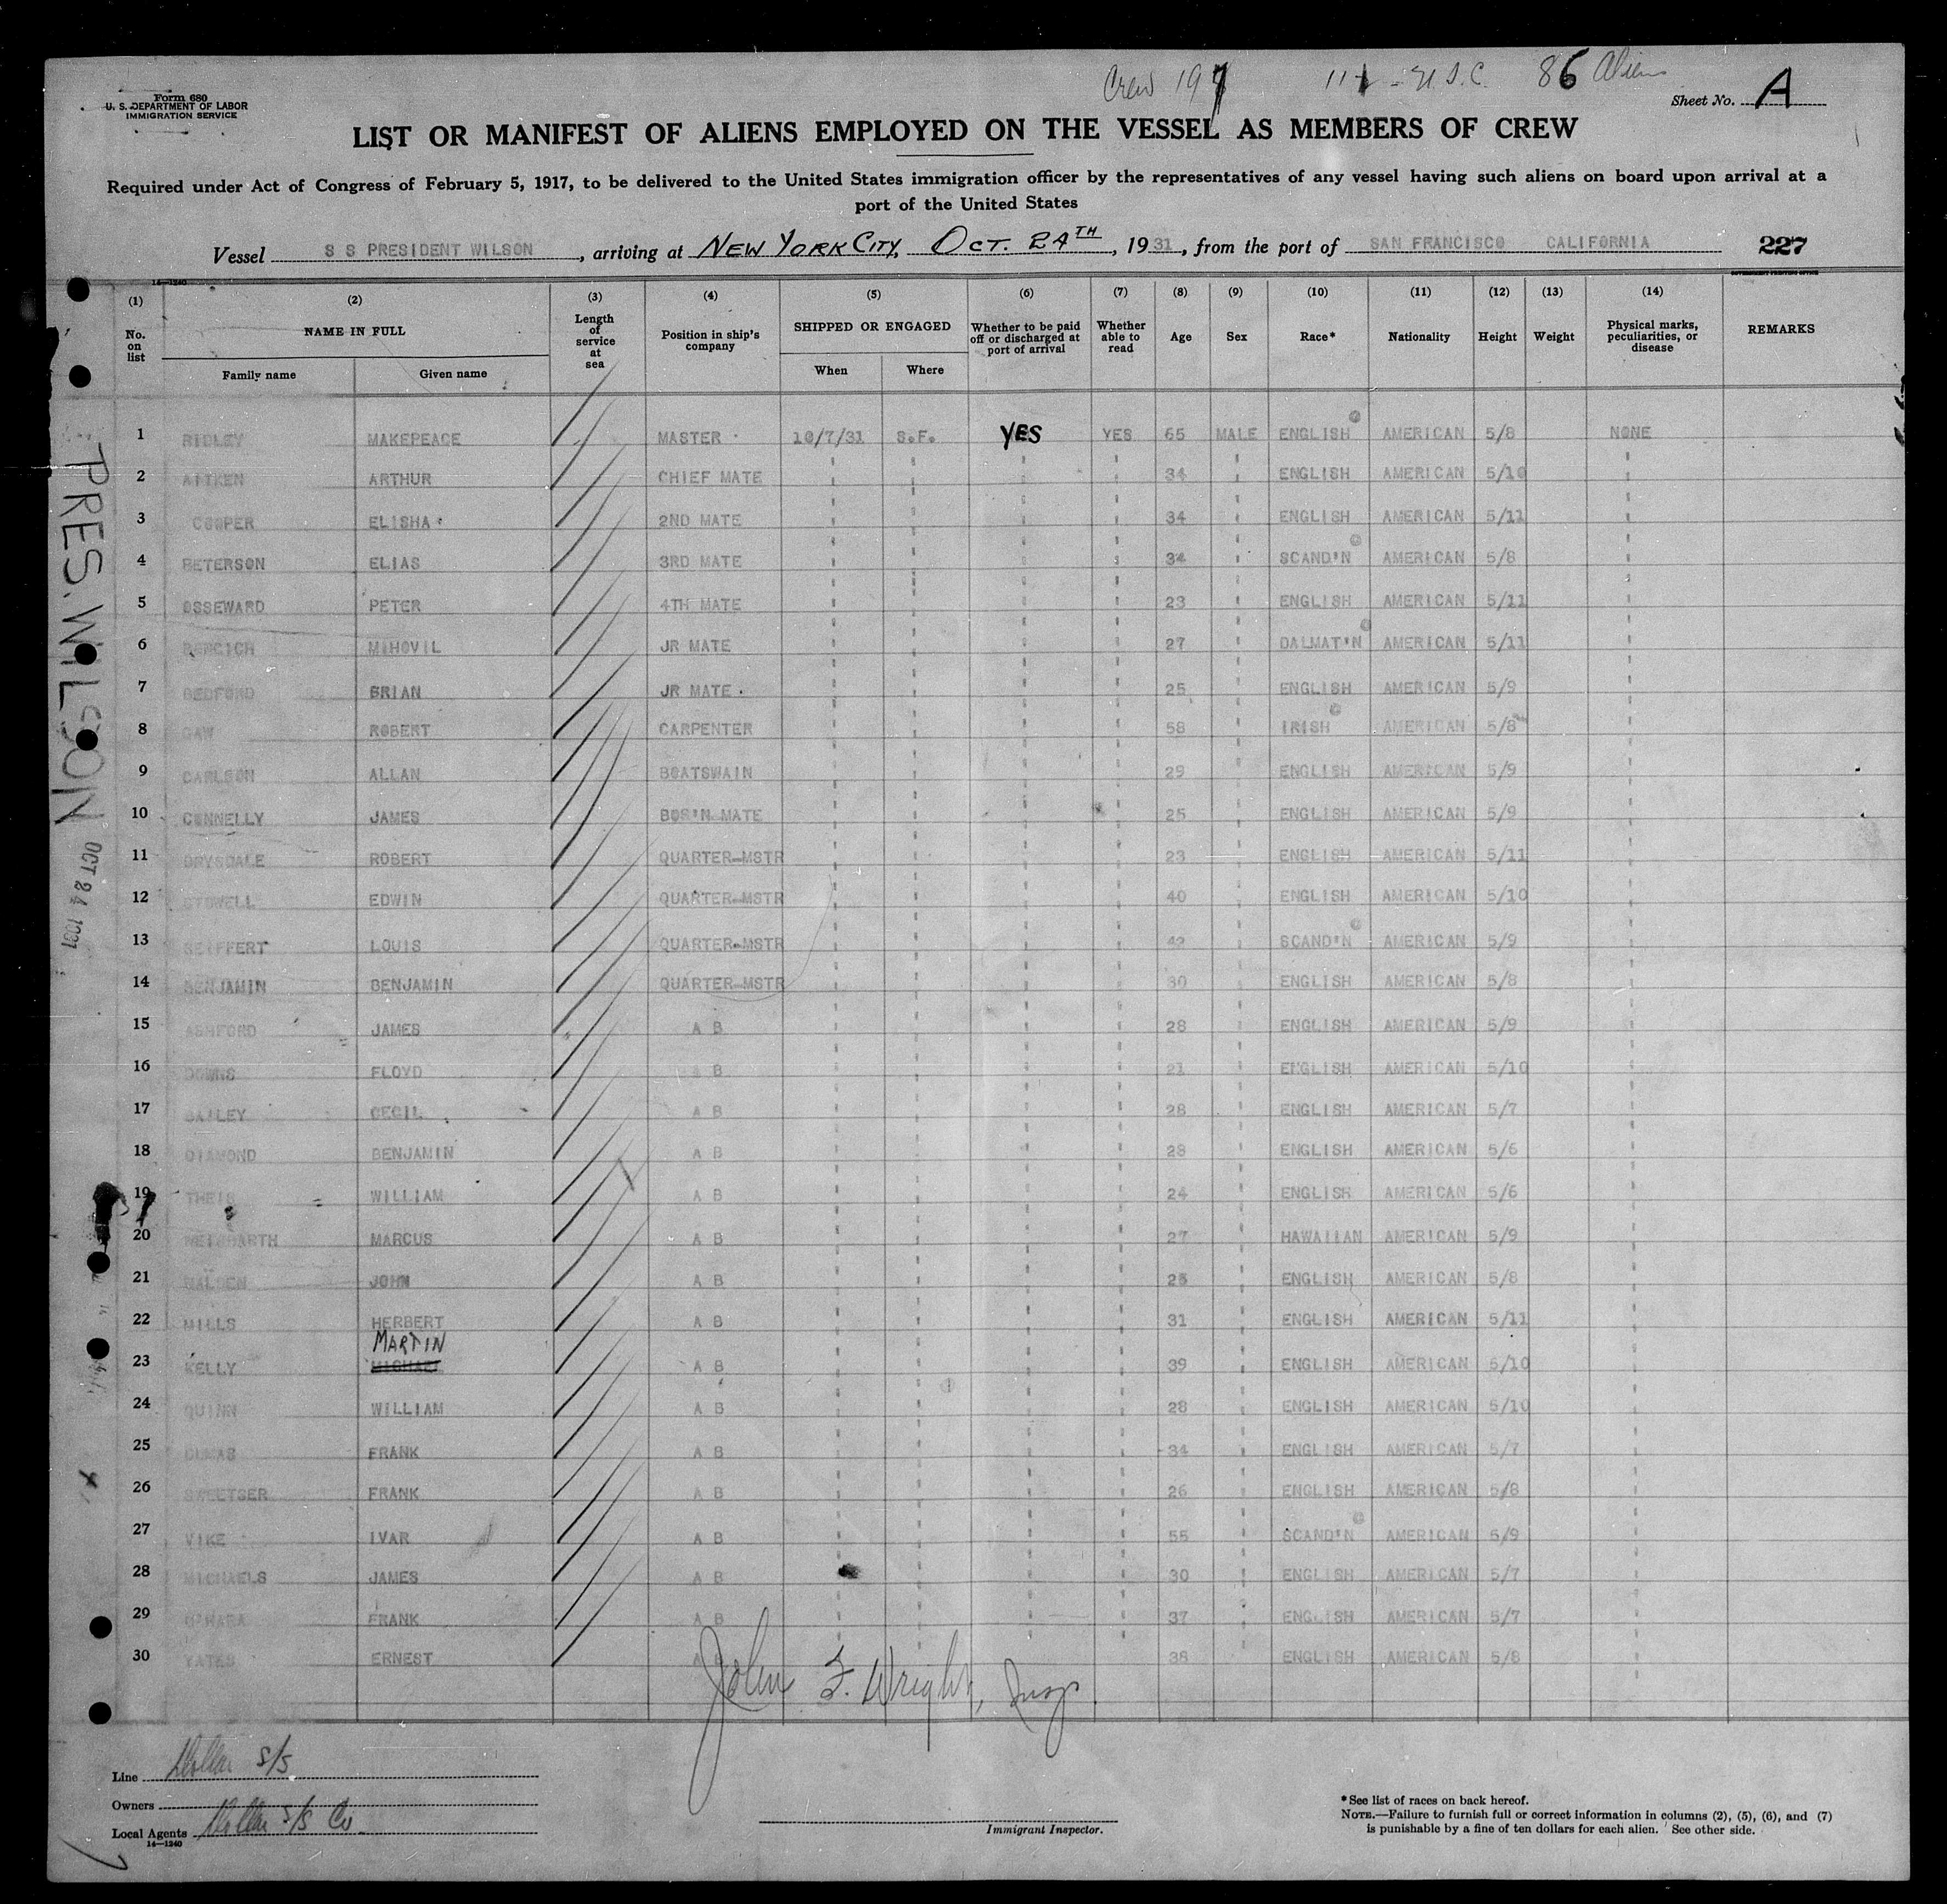 Crew 197 111 - U.S.C. 86 Aliens
Form 680
U. S. DEPARTMENT OF LABOR
IMMIGRATION SERVICE
Sheet No. A
LIST OR MANIFEST OF ALIENS EMPLOYED ON THE VESSEL AS MEMBERS OF CREW
Required under Act of Congress of February 5, 1917, to be delivered to the United States immigration officer by the representatives of any vessel having such aliens on board upon arrival at a
port of the United States
Vessel S S PRESIDENT WILSON, arriving at NEW YORK CITY, OCT. 24TH, 1931, from the port of SAN FRANCISCO CALIFORNIA 227
14-1240 GOVERNMENT PRINTING OFFICE
(1) (2) (3) (4) (5) (6) (7) (8) (9) (10) (11) (12) (13) (14)
No. on list NAME IN FULL Family name Given name Length of service at sea Position in ship's company SHIPPED OR ENGAGED When Where Whether to be paid off or discharged at port of arrival Whether able to read Age Sex Race* Nationality Height Weight Physical marks, peculiarities, or disease REMARKS
1 RIDLEY MAKEPEACE MASTER 10/7/31 S.F. YES YES 65 MALE ENGLISH AMERICAN 5/8 NONE
2 AITKEN ARTHUR CHIEF MATE " " " " 34 " ENGLISH AMERICAN 5/10 "
3 COOPER ELISHA 2ND MATE " " " " 34 " ENGLISH AMERICAN 5/11 "
4 PETERSON ELIAS 3RD MATE " " " " 34 " SCAND'N AMERICAN 5/8 "
5 OSSEWARD PETER 4TH MATE " " " " 23 " ENGLISH AMERICAN 5/11 "
6 MIHOVIL JR MATE " " " " 27 " DALMAT'N AMERICAN 5/11 "
7 BEDFORD BRIAN JR MATE " " " " 25 " ENGLISH AMERICAN 5/9 "
8 GAW ROBERT CARPENTER " " " " 58 " IRISH AMERICAN 5/8 "
9 CARLSON ALLAN BOATSWAIN " " " " 29 " ENGLISH AMERICAN 5/9 "
10 CONNELLY JAMES BOS'N MATE " " " " 25 " ENGLISH AMERICAN 5/9 "
11 DRYSDALE ROBERT QUARTER-MSTR " " " " 23 " ENGLISH AMERICAN 5/11 "
12 EDWIN QUARTER-MSTR " " " " 40 " ENGLISH AMERICAN 5/10 "
13 SEIFFERT LOUIS QUARTER-MSTR " " " " 42 " SCAND'N AMERICAN 5/9 "
14 BENJAMIN BENJAMIN QUARTER-MSTR " " " " 30 " ENGLISH AMERICAN 5/8 "
15 ASHFORD JAMES A B " " " " 28 " ENGLISH AMERICAN 5/9 "
16 DOWNS FLOYD A B " " " " 21 " ENGLISH AMERICAN 5/10 "
17 BAILEY CECIL A B " " " " 28 " ENGLISH AMERICAN 5/7 "
18 DIAMOND BENJAMIN A B " " " " 28 " ENGLISH AMERICAN 5/6 "
19 THEIS WILLIAM A B " " " " 24 " ENGLISH AMERICAN 5/6 "
20 MARCUS A B " " " " 27 " HAWAIIAN AMERICAN 5/9 "
21 JOHN A B " " " " 25 " ENGLISH AMERICAN 5/8 "
22 MILLS HERBERT A B " " " " 31 " ENGLISH AMERICAN 5/11 "
MARTIN
23 KELLY MICHAEL A B " " " " 39 " ENGLISH AMERICAN 5/10 "
24 QUINN WILLIAM A B " " " " 28 " ENGLISH AMERICAN 5/10 "
25 DUMAS FRANK A B " " " " 34 " ENGLISH AMERICAN 5/7 "
26 SWEETSER FRANK A B " " " " 26 " ENGLISH AMERICAN 5/8 "
27 VIKE IVAR A B " " " " 55 " SCAND'N AMERICAN 5/9 "
28 MICHAELS JAMES A B " " " " 30 " ENGLISH AMERICAN 5/7 "
29 O'HARA FRANK A B " " " " 37 " ENGLISH AMERICAN 5/7 "
30 YATES ERNEST A B 38 ENGLISH AMERICAN 5/8 "
John F. Wright, Insp.
PRES. WILSON OCT 24 1931
Line Dollar S/S
Owners
Local Agents Dollar S/S Co.
14-1240
Immigrant Inspector.
*See list of races on back hereof.
NOTE.—Failure to furnish full or correct information in columns (2), (5), (6), and (7)
is punishable by a fine of ten dollars for each alien. See other side.